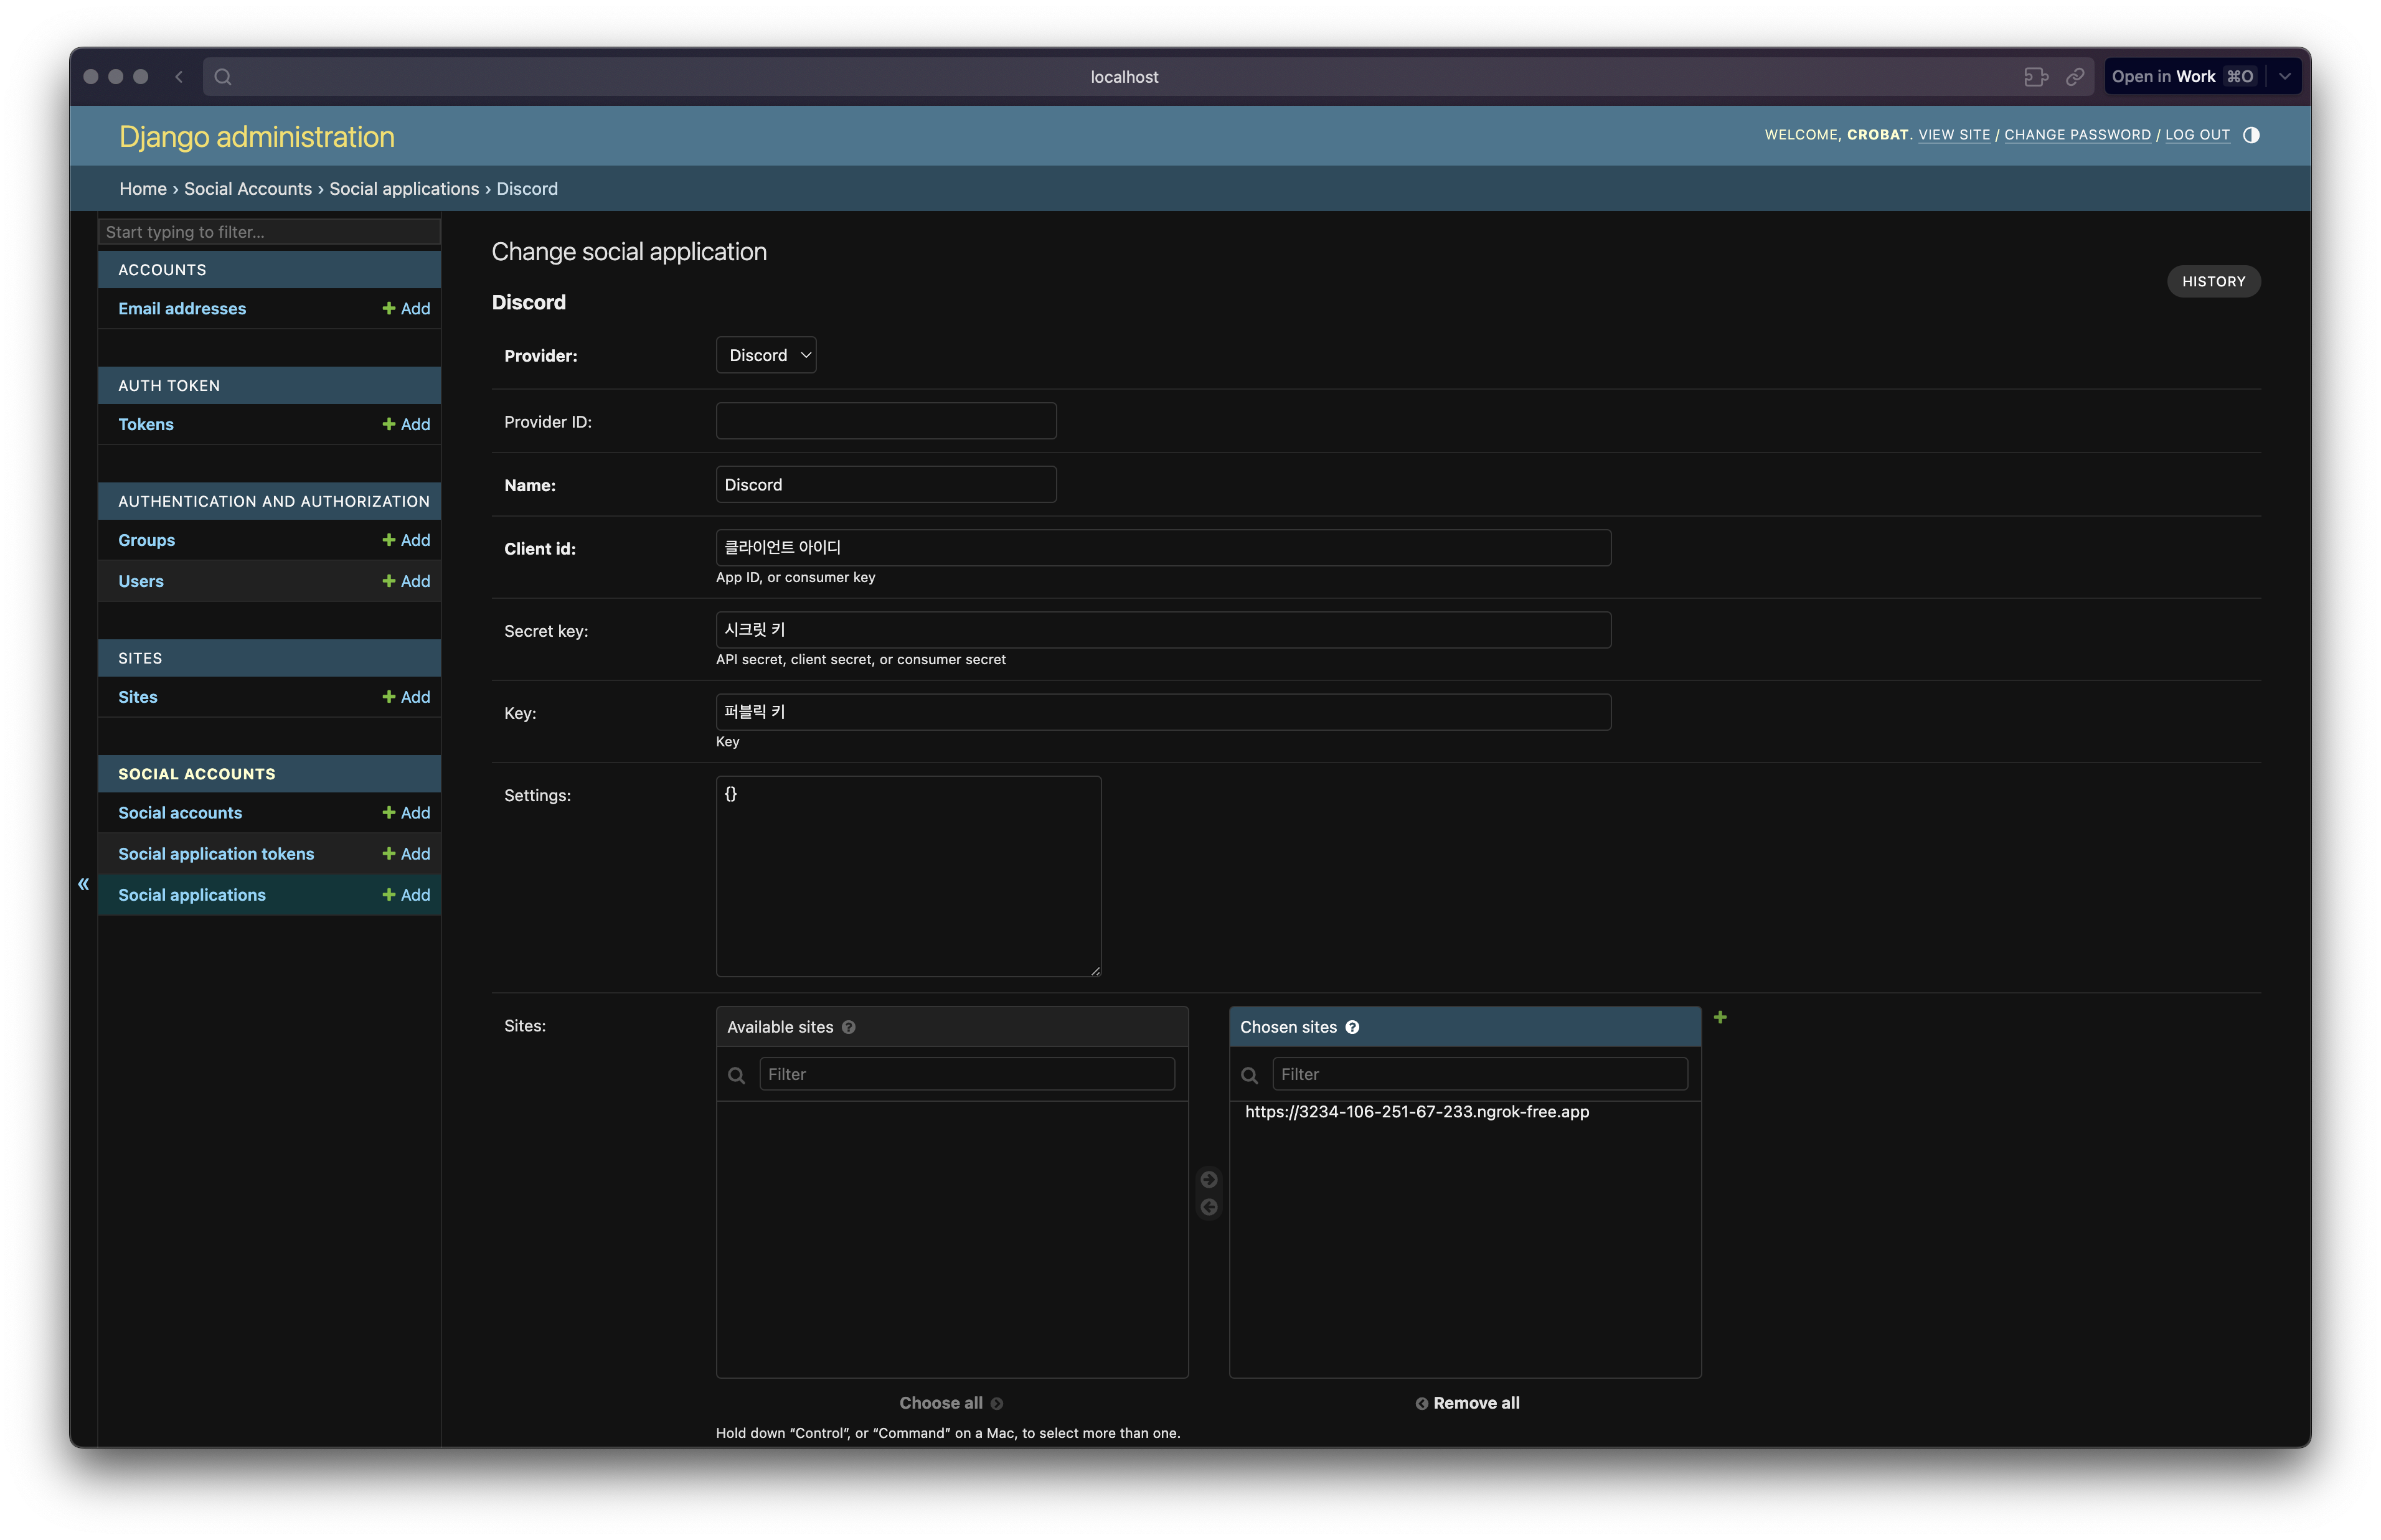 localhost
Open in Work ⌘O
Django administration
WELCOME, CROBAT. VIEW SITE / CHANGE PASSWORD / LOG OUT
Home › Social Accounts › Social applications › Discord
Start typing to filter...
ACCOUNTS
Email addresses + Add
AUTH TOKEN
Tokens + Add
AUTHENTICATION AND AUTHORIZATION
Groups + Add
Users + Add
SITES
Sites + Add
SOCIAL ACCOUNTS
Social accounts + Add
Social application tokens + Add
Social applications + Add
«
Change social application
HISTORY
Discord
Provider: Discord
Provider ID:
Name: Discord
Client id: 클라이언트 아이디
App ID, or consumer key
Secret key: 시크릿 키
API secret, client secret, or consumer secret
Key: 퍼블릭 키
Key
Settings: {}
Sites:
Available sites ?
Filter
Choose all
Chosen sites ?
Filter
https://3234-106-251-67-233.ngrok-free.app
Remove all
Hold down “Control”, or “Command” on a Mac, to select more than one.